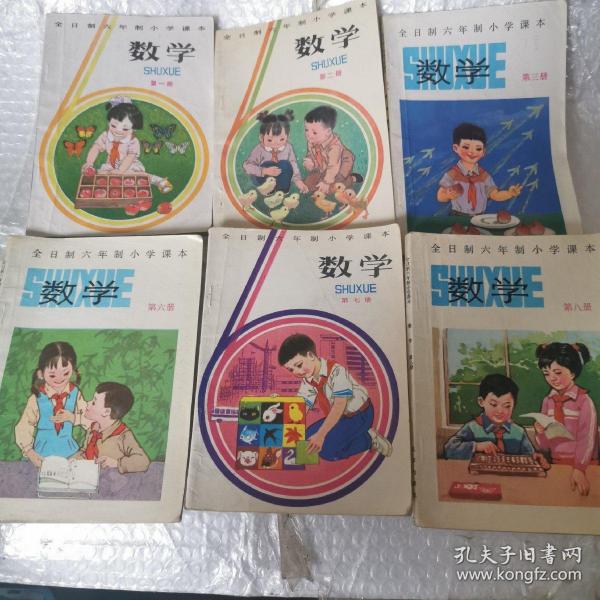 全日制六年制小学课本
数学
SHUXUE
第一册
全日制六年制小学课本
数学
SHUXUE
第二册
全日制六年制小学课本
SHUXUE
数学
第三册
全日制六年制小学课本
SHUXUE
数学
第六册
全日制六年制小学课本
数学
SHUXUE
第七册
全日制六年制小学课本
SHUXUE
数学
第八册
孔夫子旧书网
www.kongfz.com